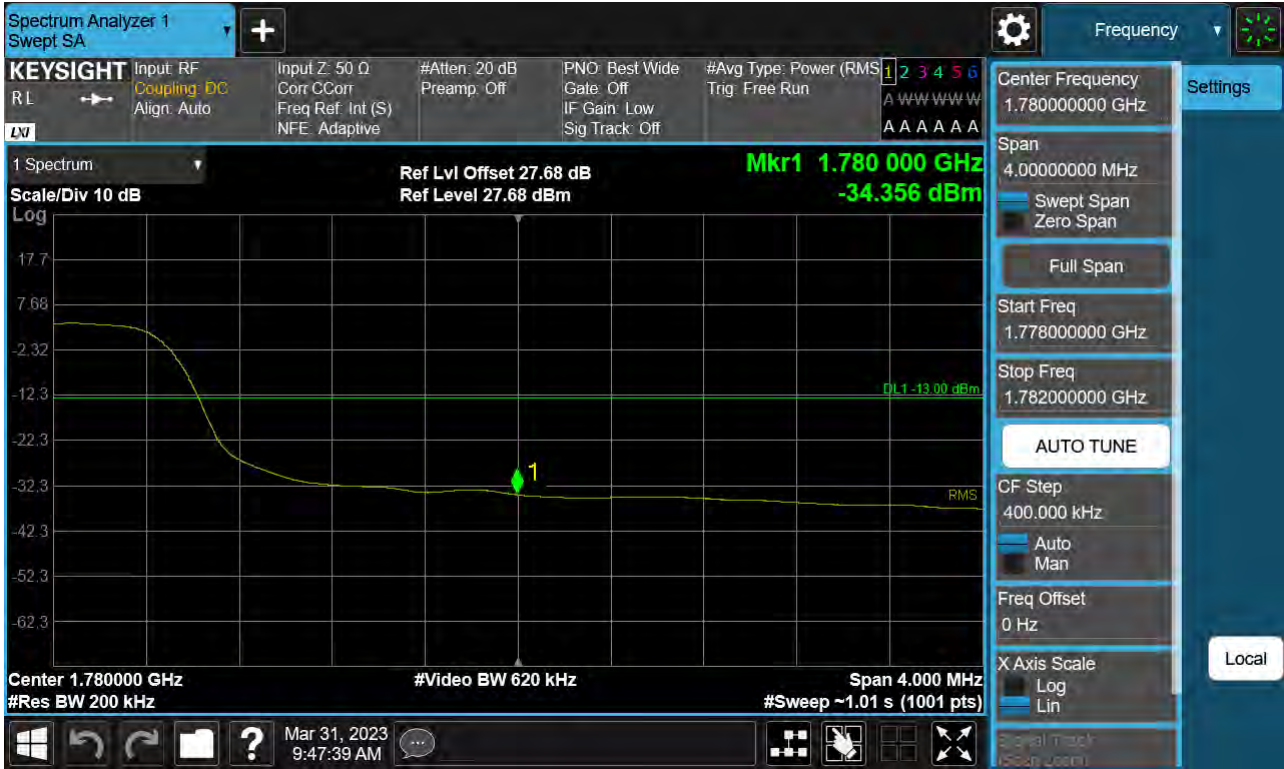 Spectrum Analyzer 1
Swept SA
Frequency
KEYSIGHT
RL
LXI
Input: RF
Coupling: DC
Align: Auto
Input Z: 50 Ω
Corr CCorr
Freq Ref: Int (S)
NFE: Adaptive
#Atten: 20 dB
Preamp: Off
PNO: Best Wide
Gate: Off
IF Gain: Low
Sig Track: Off
#Avg Type: Power (RMS
Trig: Free Run
1 2 3 4 5 6
A W W W W W
A A A A A A
1 Spectrum
Scale/Div 10 dB
Log
Ref Lvl Offset 27.68 dB
Ref Level 27.68 dBm
Mkr1 1.780 000 GHz
-34.356 dBm
17.7
7.68
-2.32
-12.3
-22.3
-32.3
-42.3
-52.3
-62.3
DL1 -13.00 dBm
1
RMS
Center 1.780000 GHz
#Res BW 200 kHz
#Video BW 620 kHz
Span 4.000 MHz
#Sweep ~1.01 s (1001 pts)
Center Frequency
1.780000000 GHz
Span
4.00000000 MHz
Swept Span
Zero Span
Full Span
Start Freq
1.778000000 GHz
Stop Freq
1.782000000 GHz
AUTO TUNE
CF Step
400.000 kHz
Auto
Man
Freq Offset
0 Hz
X Axis Scale
Log
Lin
Signal Track
(Span Zoom)
Settings
Local
?
Mar 31, 2023
9:47:39 AM